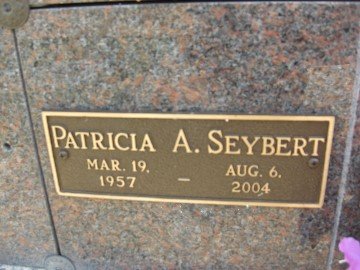 PATRICIA A. SEYBERT
MAR. 19, AUG. 6,
1957 – 2004